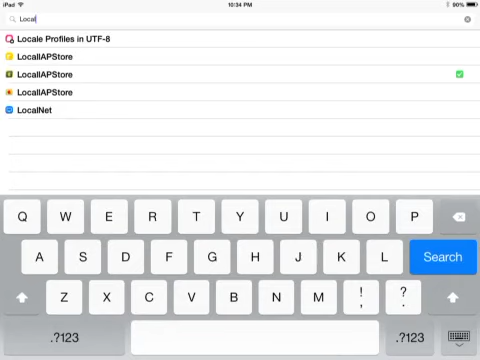 iPad 10:34 PM 90%
Local
Locale Profiles in UTF-8
LocalIAPStore
LocalIAPStore
LocalIAPStore
LocalNet
Q W E R T Y U I O P
A S D F G H J K L Search
Z X C V B N M ! , ? .
.?123 .?123